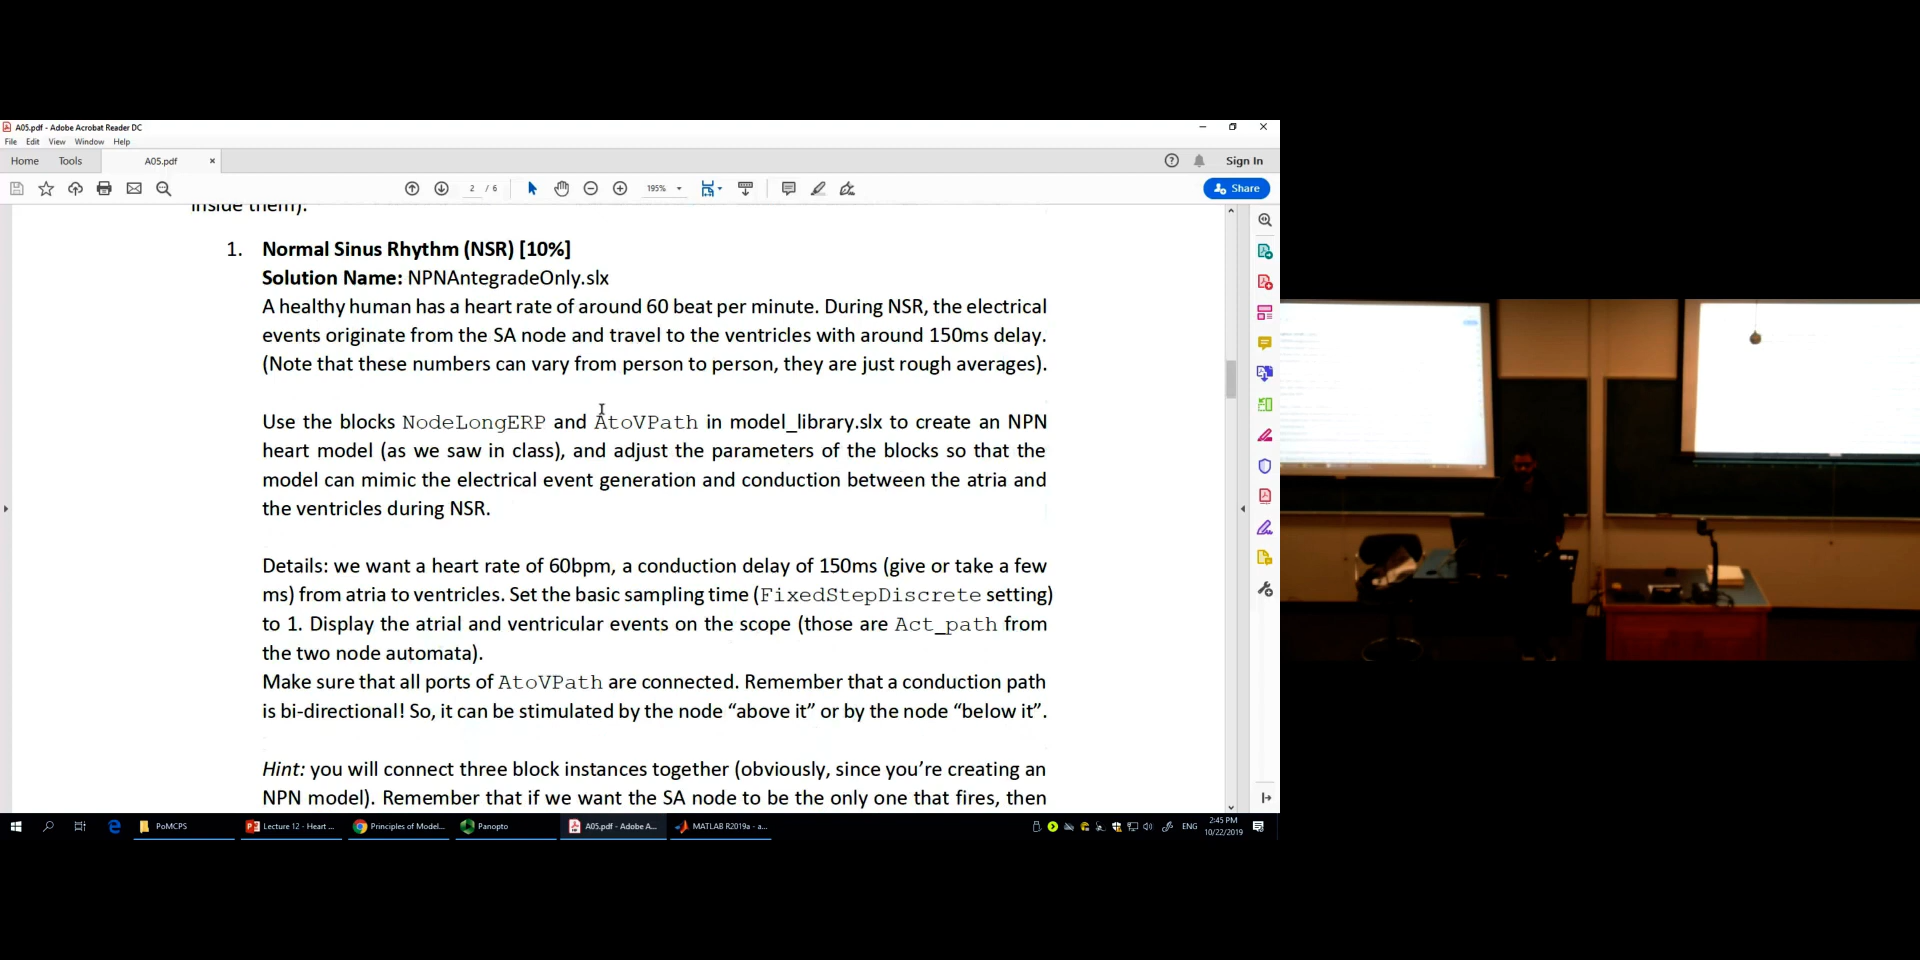 A05.pdf - Adobe Acrobat Reader DC
File Edit View Window Help
Home Tools A05.pdf × Sign In
2 / 6 195% Share
inside them).
1. Normal Sinus Rhythm (NSR) [10%]
Solution Name: NPNAntegradeOnly.slx
A healthy human has a heart rate of around 60 beat per minute. During NSR, the electrical
events originate from the SA node and travel to the ventricles with around 150ms delay.
(Note that these numbers can vary from person to person, they are just rough averages).
Use the blocks NodeLongERP and AtoVPath in model_library.slx to create an NPN
heart model (as we saw in class), and adjust the parameters of the blocks so that the
model can mimic the electrical event generation and conduction between the atria and
the ventricles during NSR.
Details: we want a heart rate of 60bpm, a conduction delay of 150ms (give or take a few
ms) from atria to ventricles. Set the basic sampling time (FixedStepDiscrete setting)
to 1. Display the atrial and ventricular events on the scope (those are Act_path from
the two node automata).
Make sure that all ports of AtoVPath are connected. Remember that a conduction path
is bi-directional! So, it can be stimulated by the node “above it” or by the node “below it”.
Hint: you will connect three block instances together (obviously, since you’re creating an
NPN model). Remember that if we want the SA node to be the only one that fires, then
PoMCPS Lecture 12 - Heart ... Principles of Model... Panopto A05.pdf - Adobe A... MATLAB R2019a - a... ENG 2:45 PM
10/22/2019